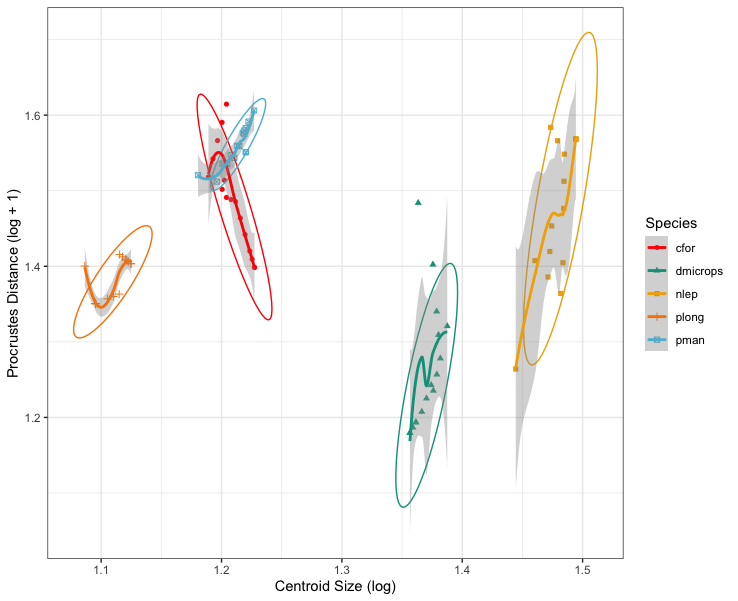 1.6
1.4
1.2
Procrustes Distance (log + 1)
1.1
1.2
1.3
1.4
1.5
Centroid Size (log)
Species
cfor
dmicrops
nlep
plong
pman